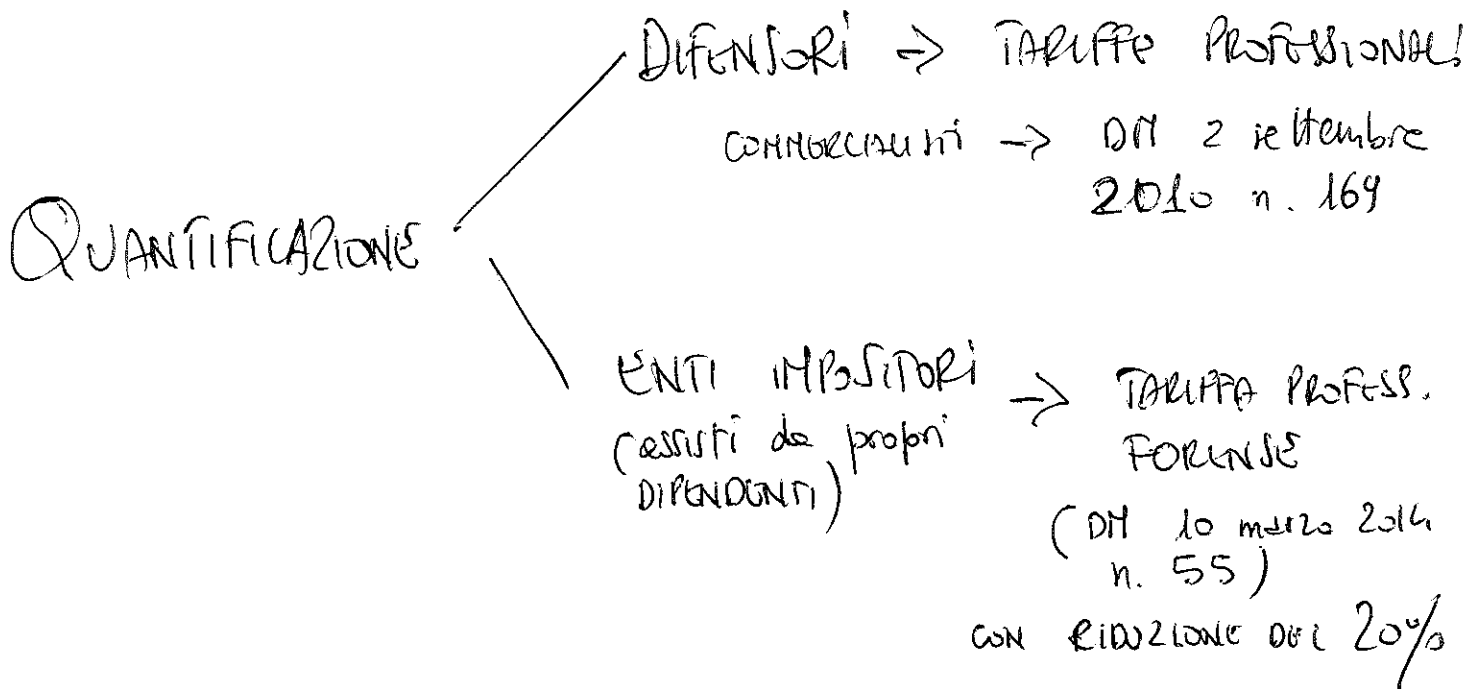 QUANTIFICAZIONE
DIFENSORI → TARIFFE PROFESSIONALI
COMMERCIALISTI → DM 2 settembre
2010 n. 169
ENTI IMPOSITORI → TARIFFA PROFESS.
(assisti da propri
DIPENDENTI)
FORENSE
(DM 10 marzo 2014
n. 55)
CON RIDUZIONE DEL 20%